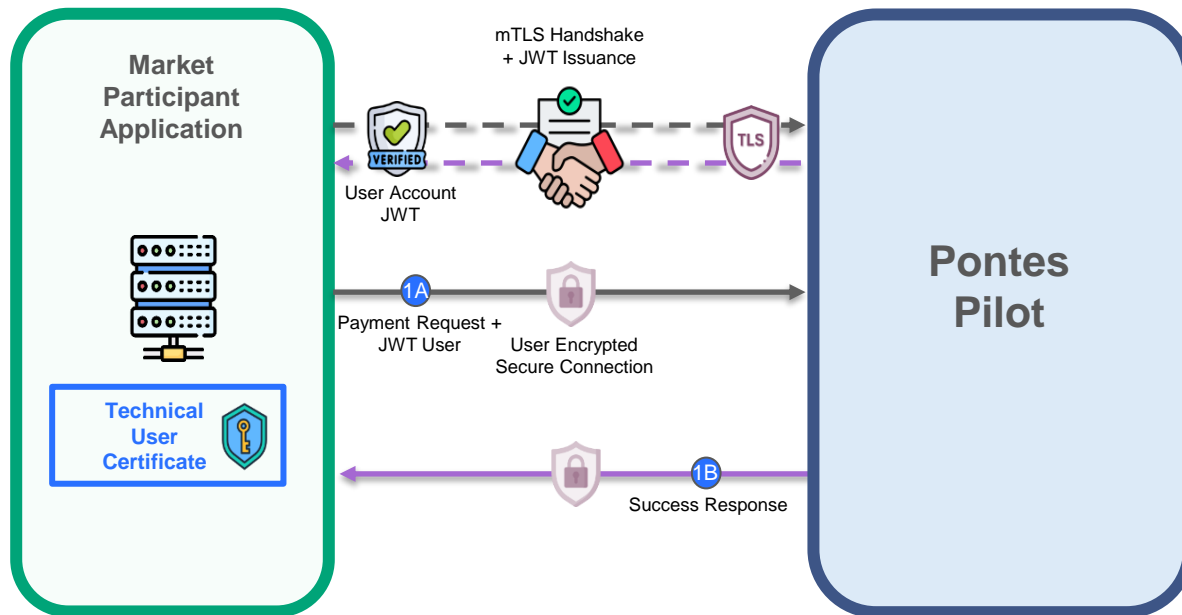 Market
Participant
Application
mTLS Handshake
+ JWT Issuance
VERIFIED
TLS
User Account
JWT
1A
Payment Request +
JWT User
User Encrypted
Secure Connection
Technical
User
Certificate
1B
Success Response
Pontes
Pilot